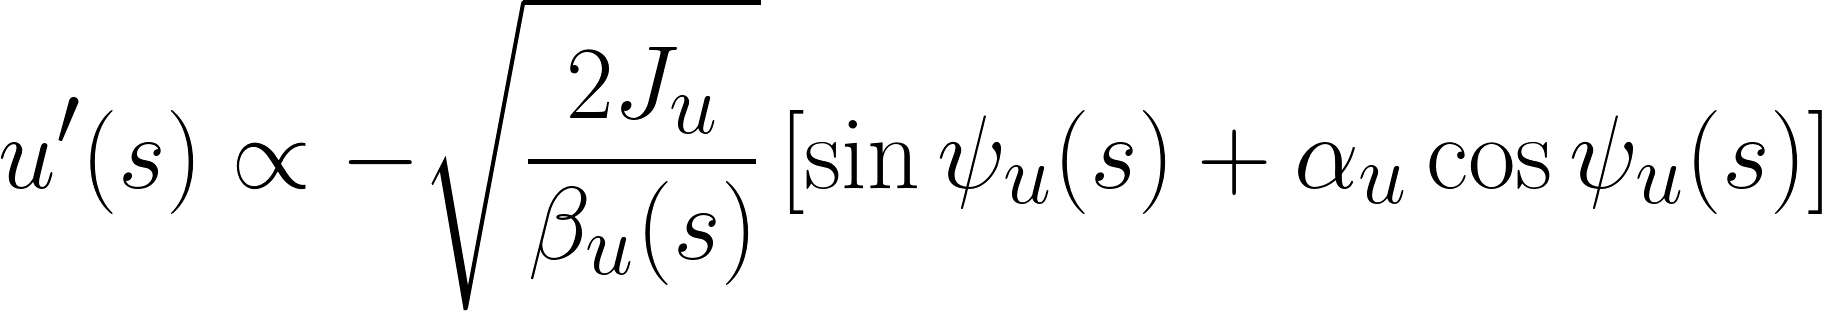 u′(s) ∝ −√(2J_u / β_u(s)) [sin ψ_u(s) + α_u cos ψ_u(s)]